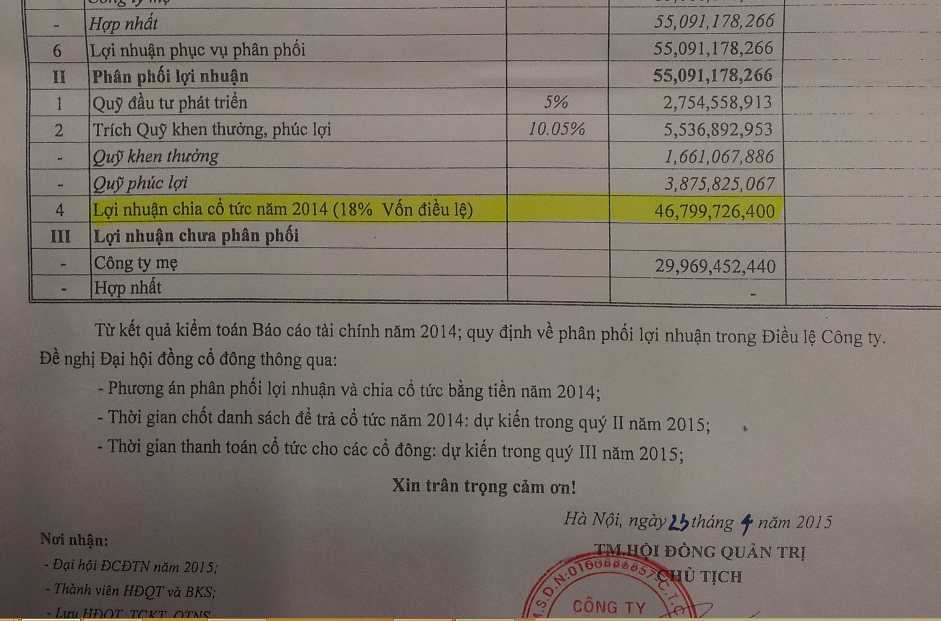 - Hợp nhất 55,091,178,266
6 Lợi nhuận phục vụ phân phối 55,091,178,266
II Phân phối lợi nhuận 55,091,178,266
1 Quỹ đầu tư phát triển 5% 2,754,558,913
2 Trích Quỹ khen thưởng, phúc lợi 10.05% 5,536,892,953
- Quỹ khen thưởng 1,661,067,886
- Quỹ phúc lợi 3,875,825,067
4 Lợi nhuận chia cổ tức năm 2014 (18% Vốn điều lệ) 46,799,726,400
III Lợi nhuận chưa phân phối
- Công ty mẹ 29,969,452,440
- Hợp nhất -
Từ kết quả kiểm toán Báo cáo tài chính năm 2014; quy định về phân phối lợi nhuận trong Điều lệ Công ty.
Đề nghị Đại hội đồng cổ đông thông qua:
- Phương án phân phối lợi nhuận và chia cổ tức bằng tiền năm 2014;
- Thời gian chốt danh sách để trả cổ tức năm 2014: dự kiến trong quý II năm 2015;
- Thời gian thanh toán cổ tức cho các cổ đông: dự kiến trong quý III năm 2015;
Xin trân trọng cảm ơn!
Hà Nội, ngày 23 tháng 4 năm 2015
TM.HỘI ĐỒNG QUẢN TRỊ
CHỦ TỊCH
Nơi nhận:
- Đại hội ĐCĐTN năm 2015;
- Thành viên HĐQT và BKS;
- Lưu HĐQT, TCKT, QTNS
CÔNG TY